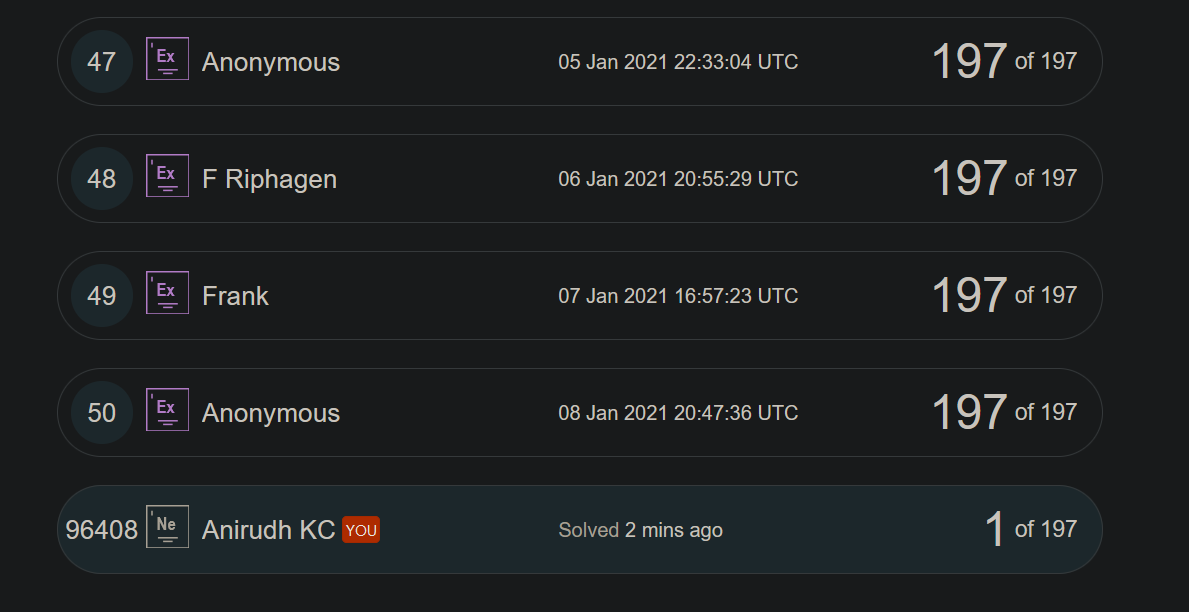 47 Ex Anonymous 05 Jan 2021 22:33:04 UTC 197 of 197
48 Ex F Riphagen 06 Jan 2021 20:55:29 UTC 197 of 197
49 Ex Frank 07 Jan 2021 16:57:23 UTC 197 of 197
50 Ex Anonymous 08 Jan 2021 20:47:36 UTC 197 of 197
96408 Ne Anirudh KC YOU Solved 2 mins ago 1 of 197